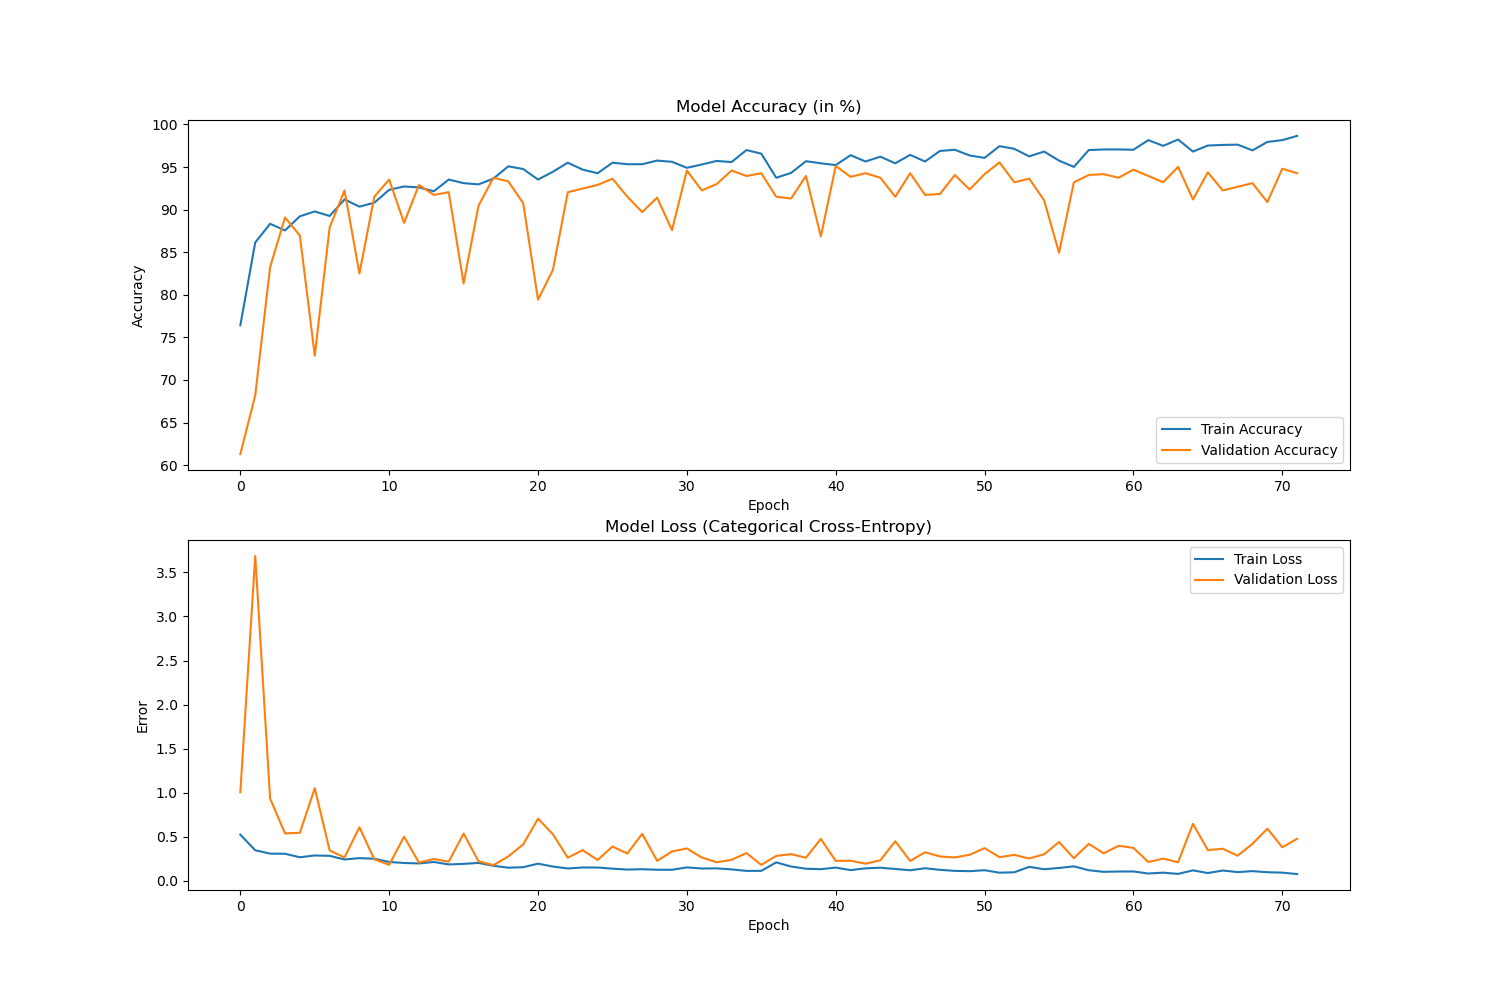 Model Accuracy (in %)
100
95
90
85
80
75
70
65
60
Accuracy
Train Accuracy
Validation Accuracy
0 10 20 30 40 50 60 70
Epoch
Model Loss (Categorical Cross-Entropy)
Train Loss
Validation Loss
3.5
3.0
2.5
2.0
1.5
1.0
0.5
0.0
Error
0 10 20 30 40 50 60 70
Epoch